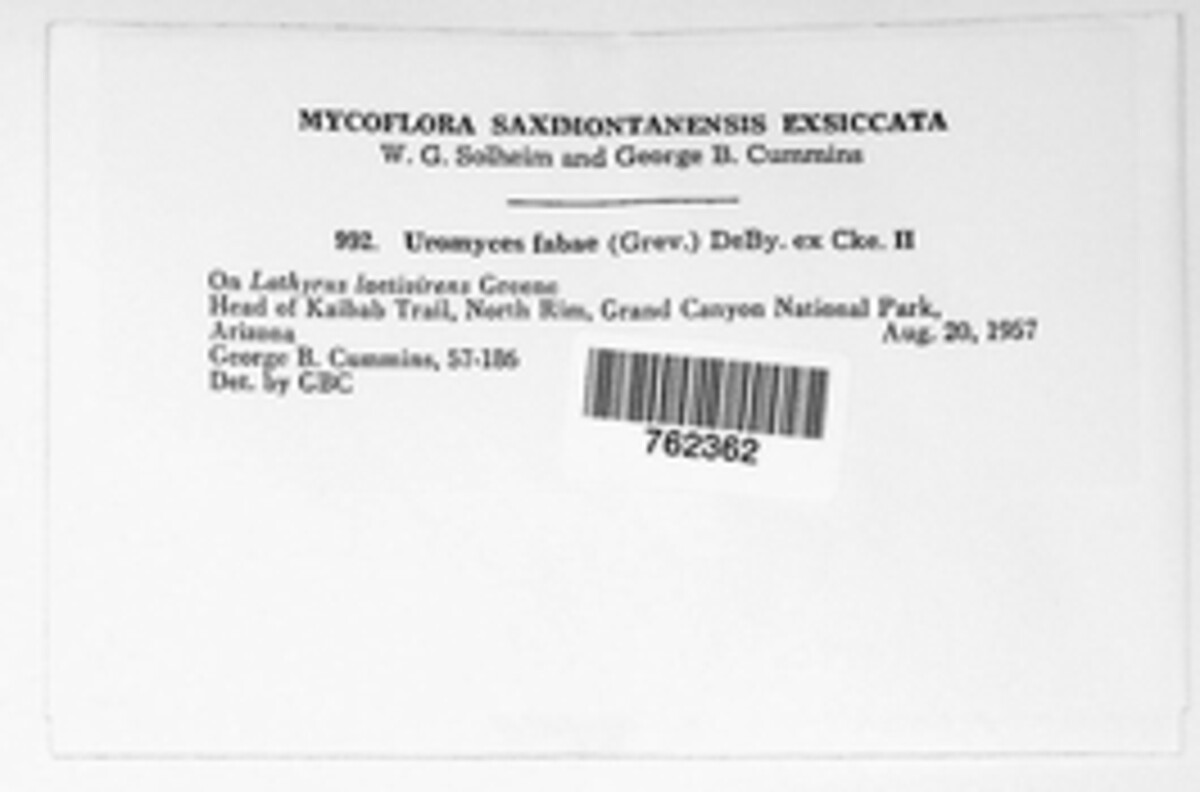 MYCOFLORA SAXIMONTANENSIS EXSICCATA
W. G. Solheim and George B. Cummins
992. Uromyces fabae (Grev.) DeBy. ex Cke. II
On Lathyrus laetivirens Greene
Head of Kaibab Trail, North Rim, Grand Canyon National Park,
Arizona Aug. 20, 1957
George B. Cummins, 57-186
Det. by GBC
762362